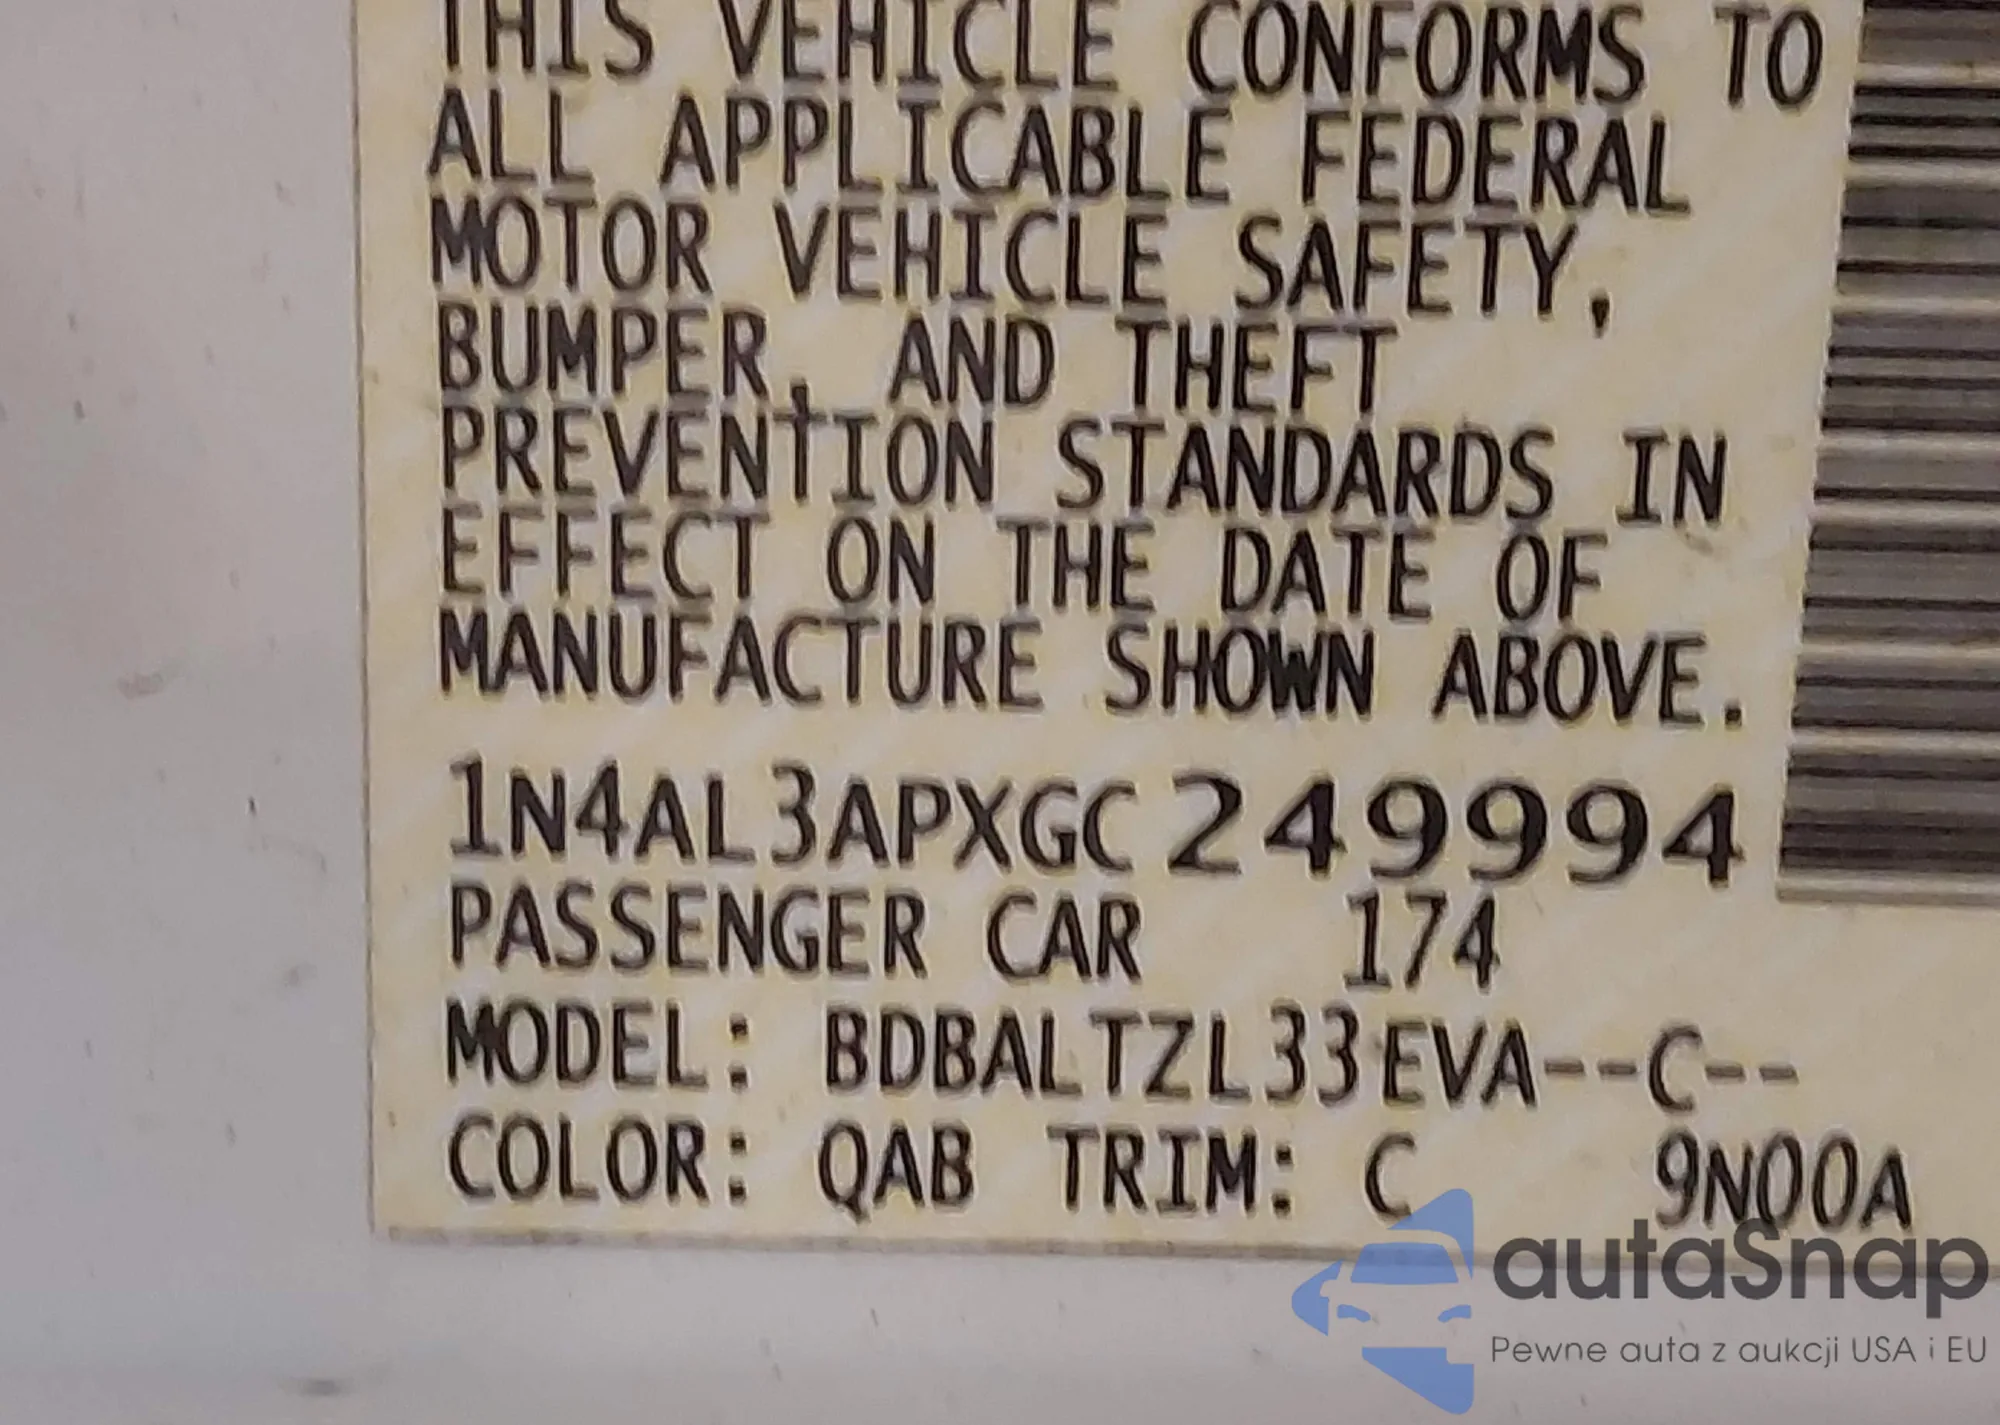 THIS VEHICLE CONFORMS TO
ALL APPLICABLE FEDERAL
MOTOR VEHICLE SAFETY,
BUMPER, AND THEFT
PREVENTION STANDARDS IN
EFFECT ON THE DATE OF
MANUFACTURE SHOWN ABOVE.
1N4AL3APXGC249994
PASSENGER CAR 174
MODEL: BDBALTZL33EVA--C--
COLOR: QAB TRIM: C 9N00A
autaSnap
Pewne auta z aukcji USA i EU